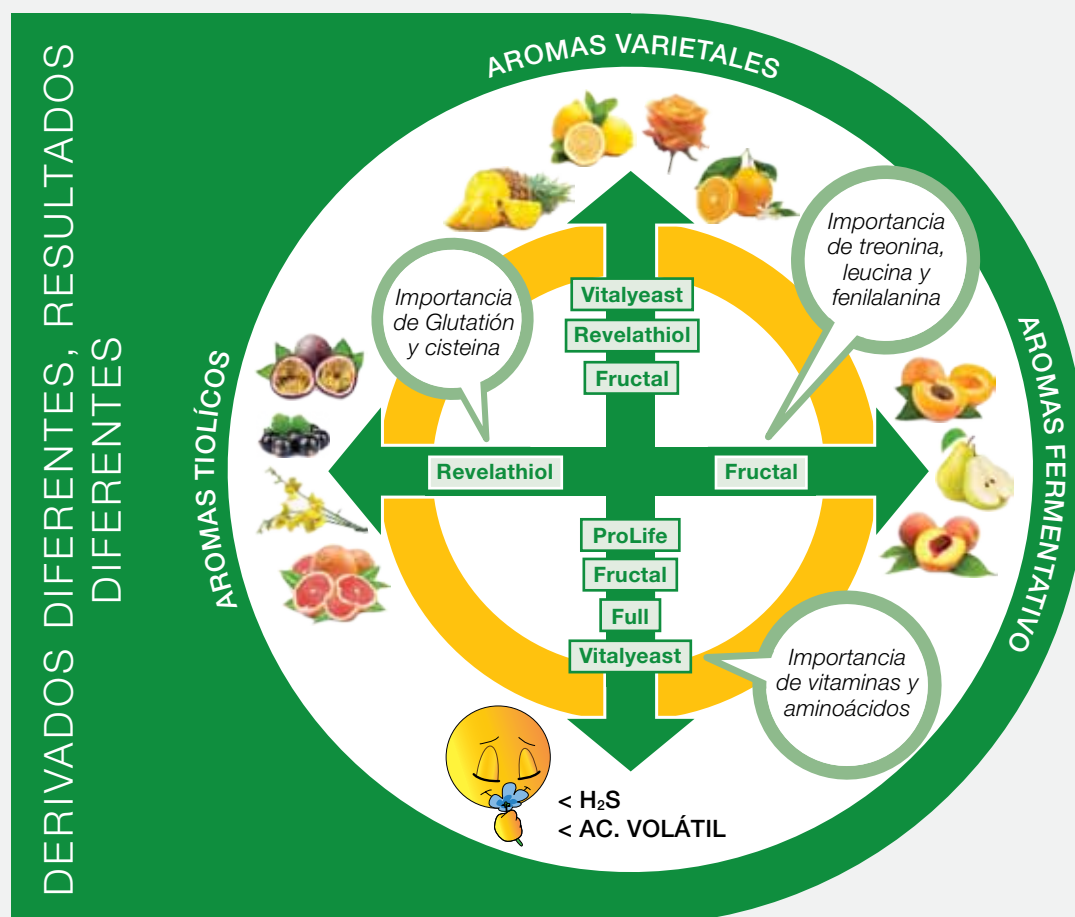 DERIVADOS DIFERENTES, RESULTADOS
DIFERENTES
AROMAS VARIETALES
Importancia
de treonina,
leucina y
fenilalanina
Importancia
de Glutatión
y cisteina
Vitalyeast
Revelathiol
Fructal
AROMAS TIOLÍCOS
AROMAS FERMENTATIVO
Revelathiol
Fructal
ProLife
Fructal
Full
Vitalyeast
Importancia
de vitaminas y
aminoácidos
< H₂S
< AC. VOLÁTIL